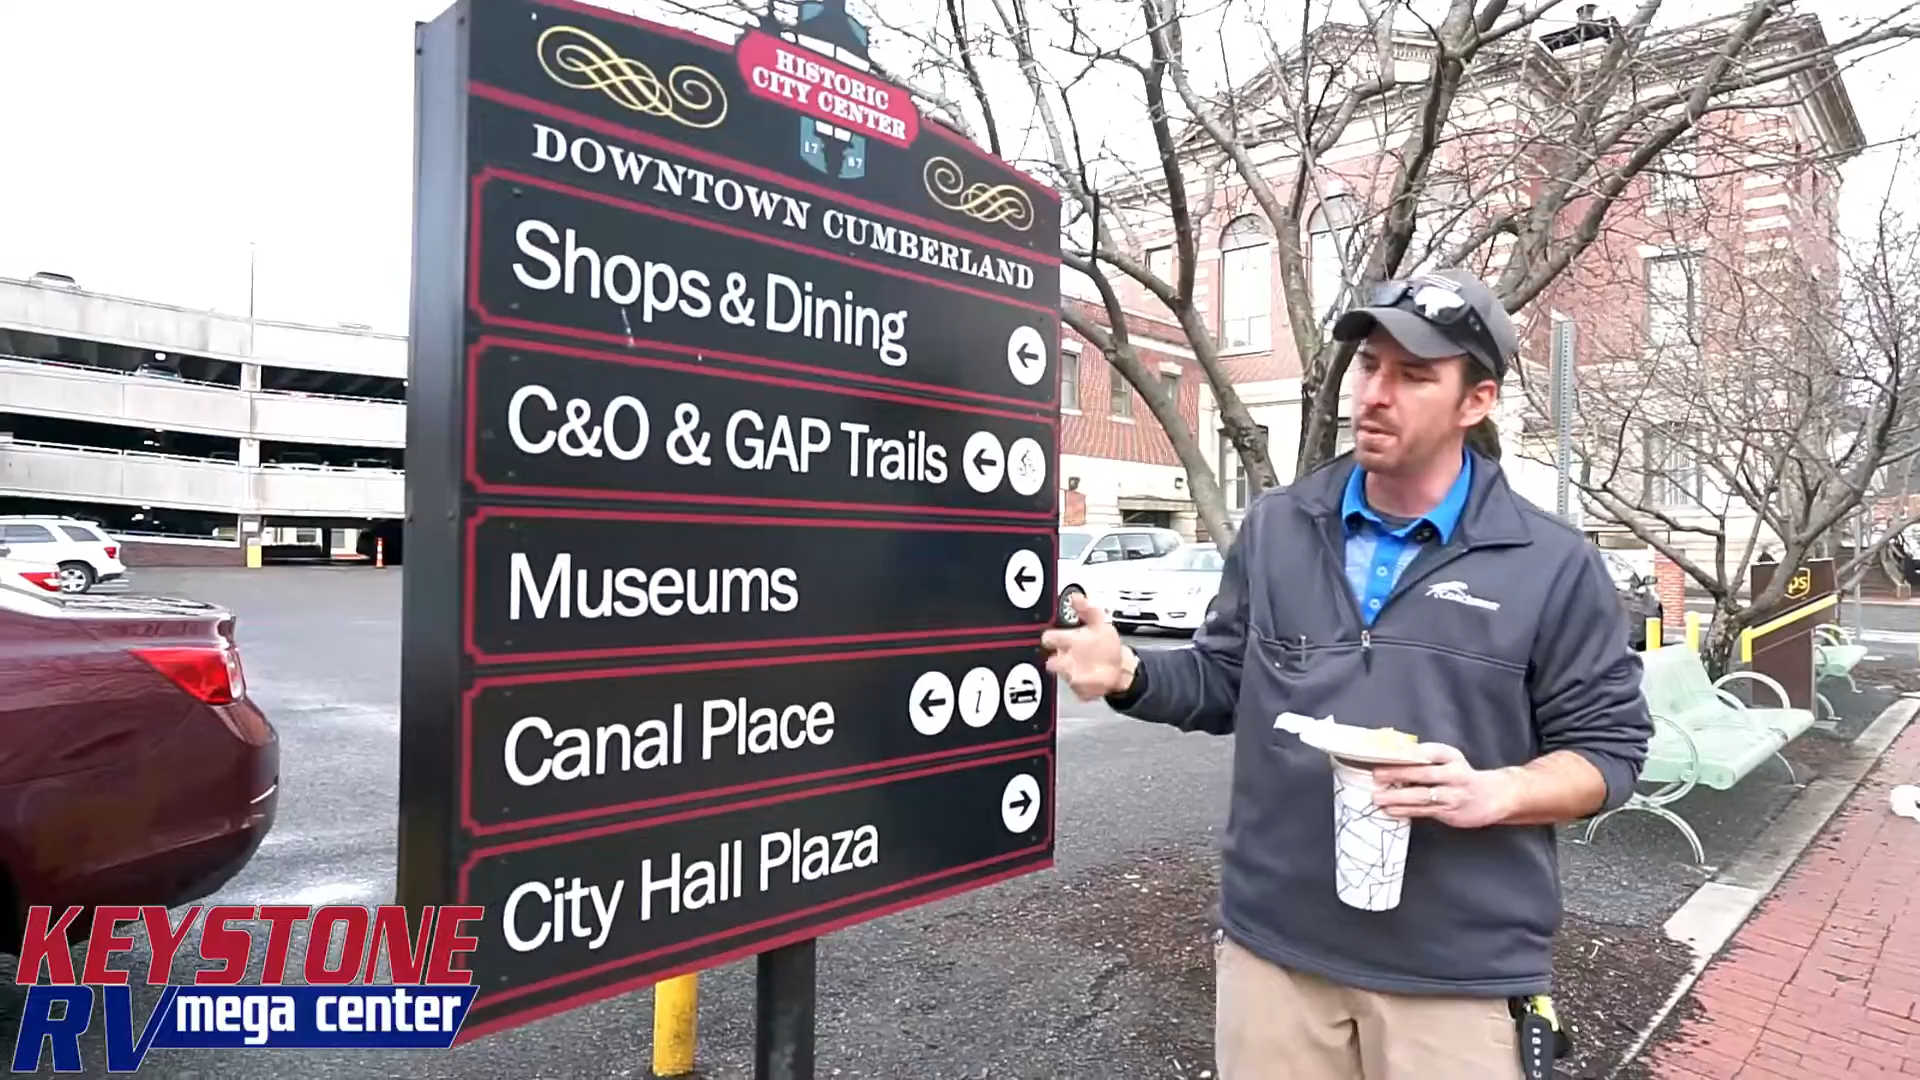 HISTORIC
CITY CENTER
17 87
DOWNTOWN CUMBERLAND
Shops & Dining
C&O & GAP Trails
Museums
Canal Place
i
City Hall Plaza
ups
KEYSTONE
RV mega center